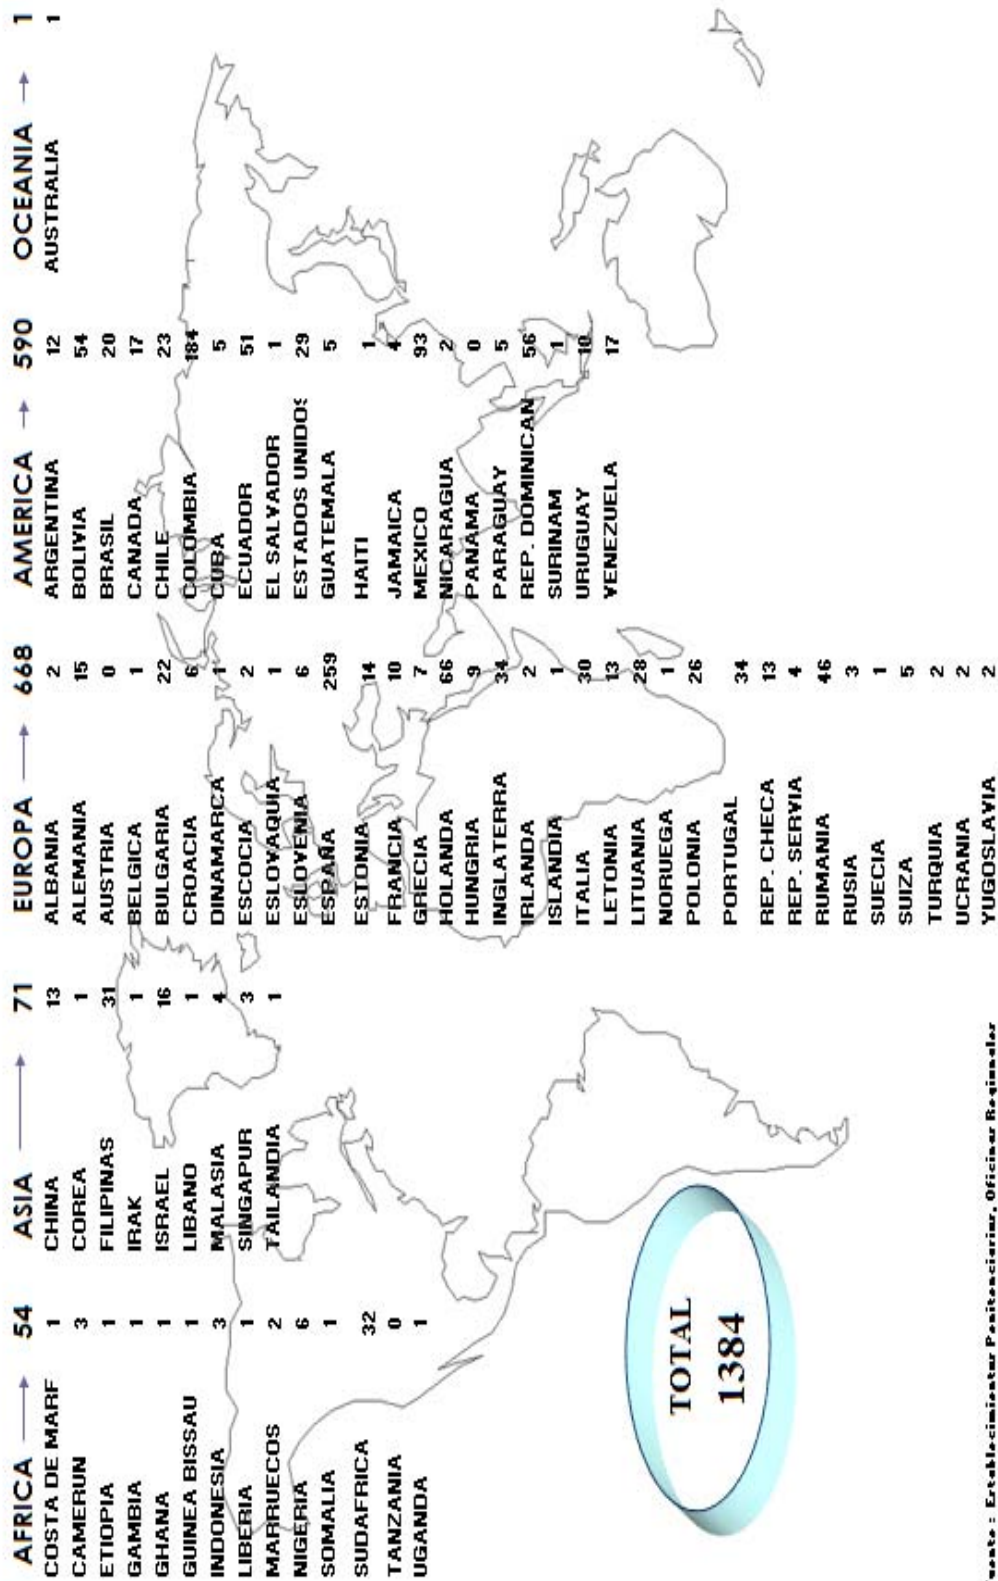 AFRICA → 54
COSTA DE MARF 1
CAMERUN 3
ETIOPIA 1
GAMBIA 1
GHANA 1
GUINEA BISSAU 1
INDONESIA 3
LIBERIA 1
MARRUECOS 2
NIGERIA 6
SOMALIA 1
SUDAFRICA 32
TANZANIA 0
UGANDA 1
ASIA → 71
CHINA 13
COREA 1
FILIPINAS 31
IRAK 1
ISRAEL 16
LIBANO 1
MALASIA 4
SINGAPUR 3
TAILANDIA 1
EUROPA → 668
ALBANIA 2
ALEMANIA 15
AUSTRIA 0
BELGICA 1
BULGARIA 22
CROACIA 6
DINAMARCA 1
ESCOCIA 2
ESLOVAQUIA 1
ESLOVENIA 6
ESPAÑA 259
ESTONIA 14
FRANCIA 10
GRECIA 7
HOLANDA 66
HUNGRIA 9
INGLATERRA 34
IRLANDA 2
ISLANDIA 1
ITALIA 30
LETONIA 13
LITUANIA 28
NORUEGA 1
POLONIA 26
PORTUGAL 34
REP. CHECA 13
REP. SERVIA 4
RUMANIA 46
RUSIA 3
SUECIA 1
SUIZA 5
TURQUIA 2
UCRANIA 2
YUGOSLAVIA 2
AMERICA → 590
ARGENTINA 12
BOLIVIA 54
BRASIL 20
CANADA 17
CHILE 23
COLOMBIA 184
CUBA 5
ECUADOR 51
EL SALVADOR 1
ESTADOS UNIDOS 29
GUATEMALA 5
HAITI 1
JAMAICA 4
MEXICO 93
NICARAGUA 2
PANAMA 0
PARAGUAY 5
REP. DOMINICAN 56
SURINAM 1
URUGUAY 10
VENEZUELA 17
OCEANIA → 1
AUSTRALIA 1
TOTAL
1384
: Establecimientos Penitenciarios, Oficinas Regionales